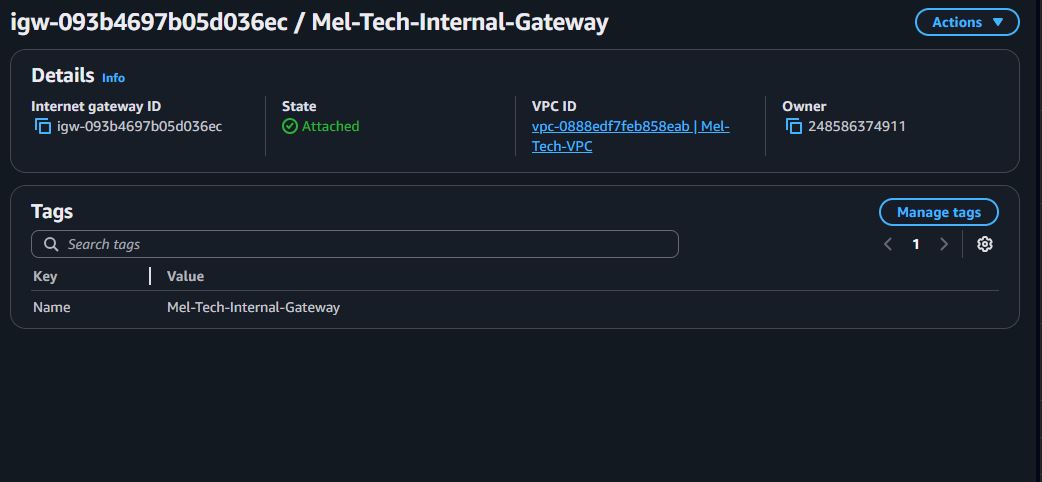 igw-093b4697b05d036ec / Mel-Tech-Internal-Gateway
Actions
Details Info
Internet gateway ID
igw-093b4697b05d036ec
State
Attached
VPC ID
vpc-0888edf7feb858eab | Mel-
Tech-VPC
Owner
248586374911
Tags
Manage tags
Search tags
1
Key Value
Name Mel-Tech-Internal-Gateway